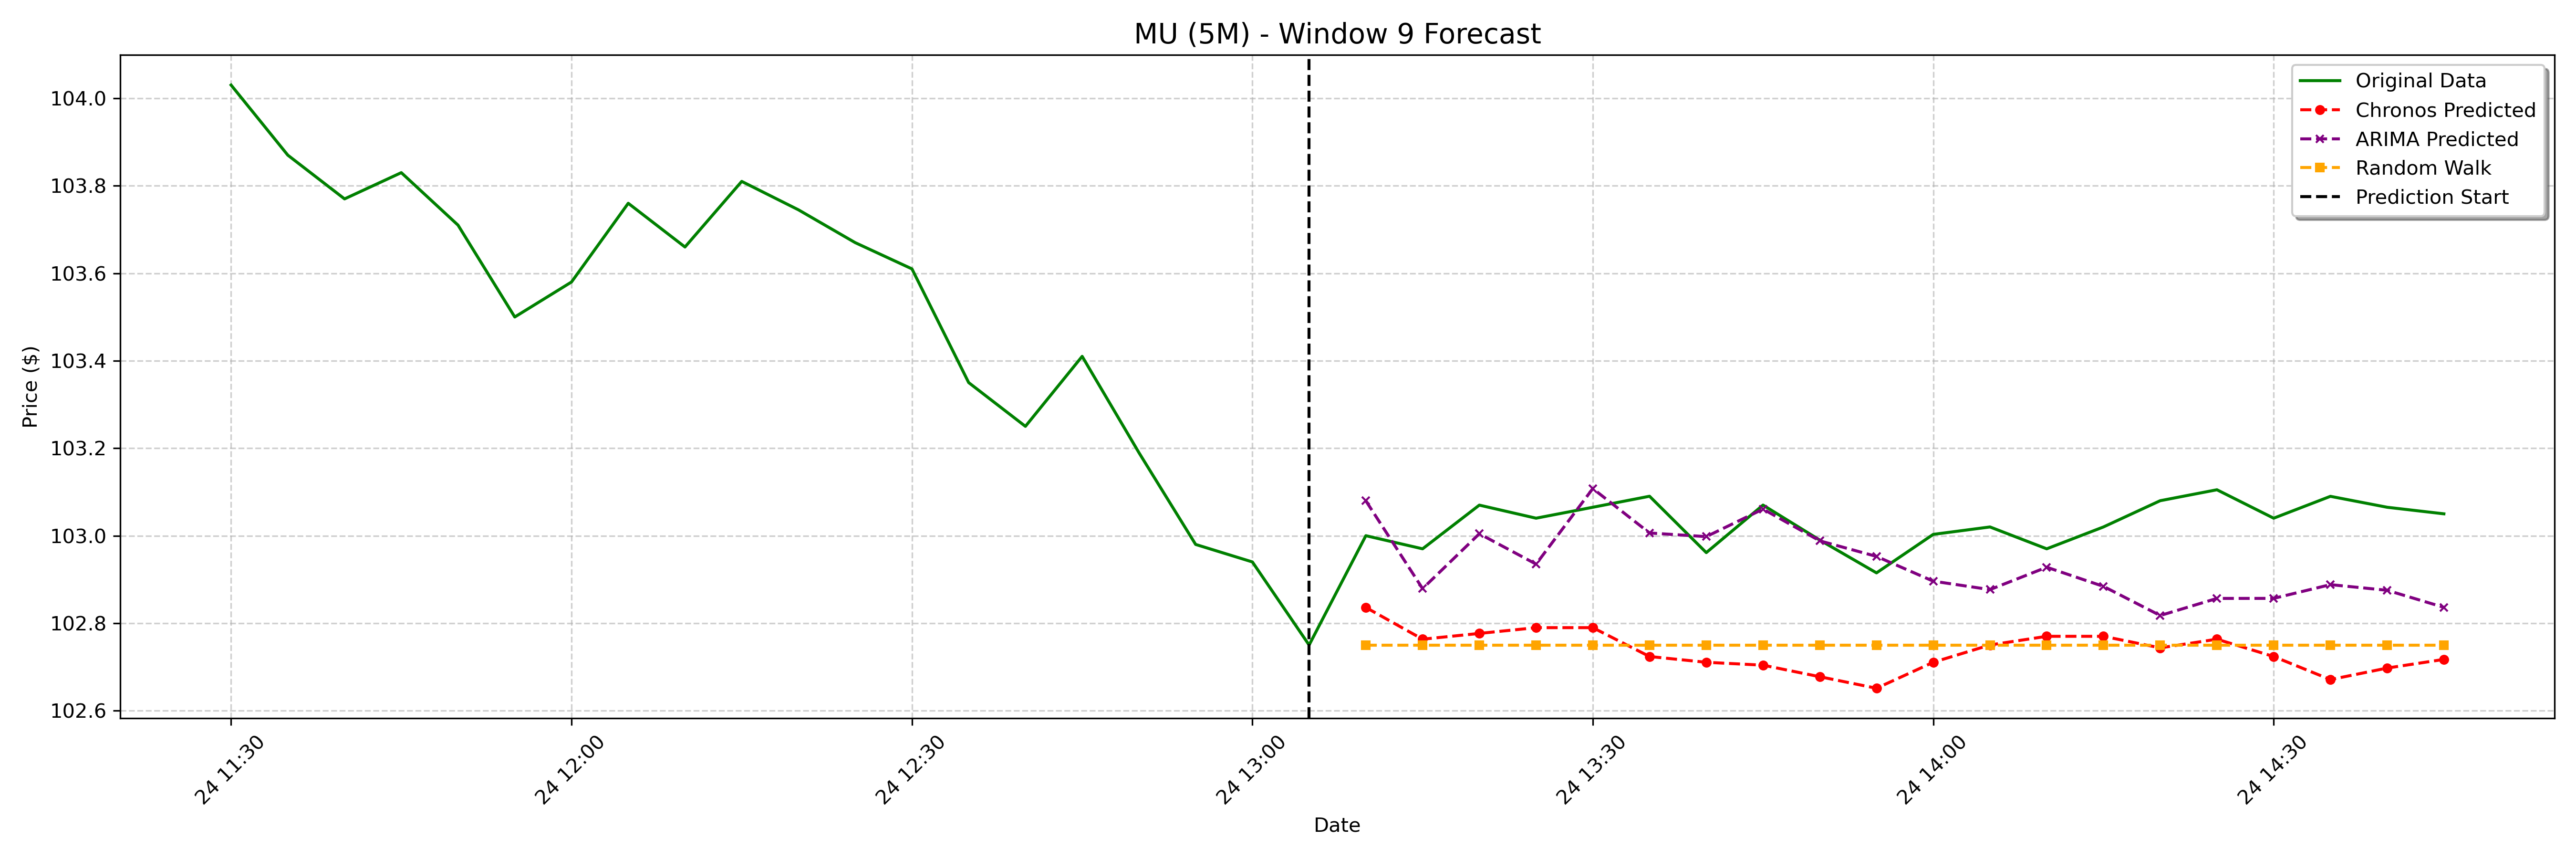 MU (5M) - Window 9 Forecast
Original Data
Chronos Predicted
ARIMA Predicted
Random Walk
Prediction Start
Price ($)
104.0
103.8
103.6
103.4
103.2
103.0
102.8
102.6
24 11:30
24 12:00
24 12:30
24 13:00
24 13:30
24 14:00
24 14:30
Date